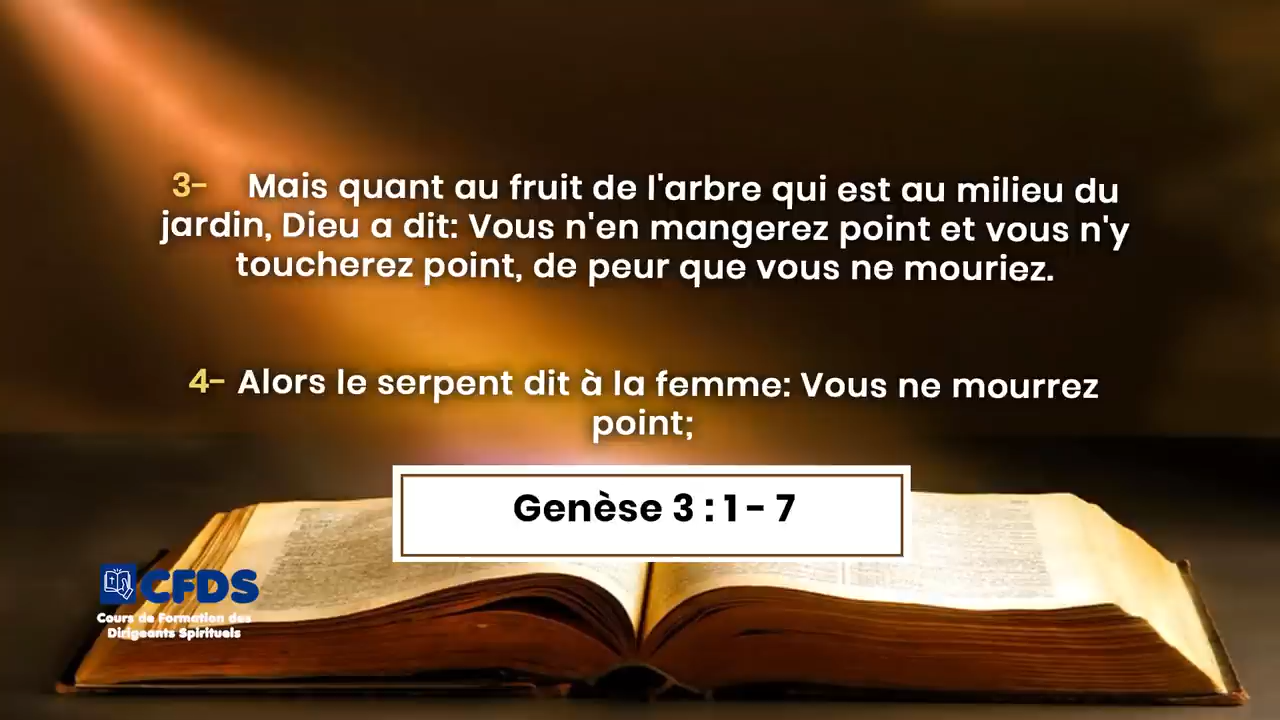 3- Mais quant au fruit de l'arbre qui est au milieu du
jardin, Dieu a dit: Vous n'en mangerez point et vous n'y
toucherez point, de peur que vous ne mouriez.
4- Alors le serpent dit à la femme: Vous ne mourrez
point;
Genèse 3 : 1 - 7
CFDS
Cours de Formation des
Dirigeants Spirituels